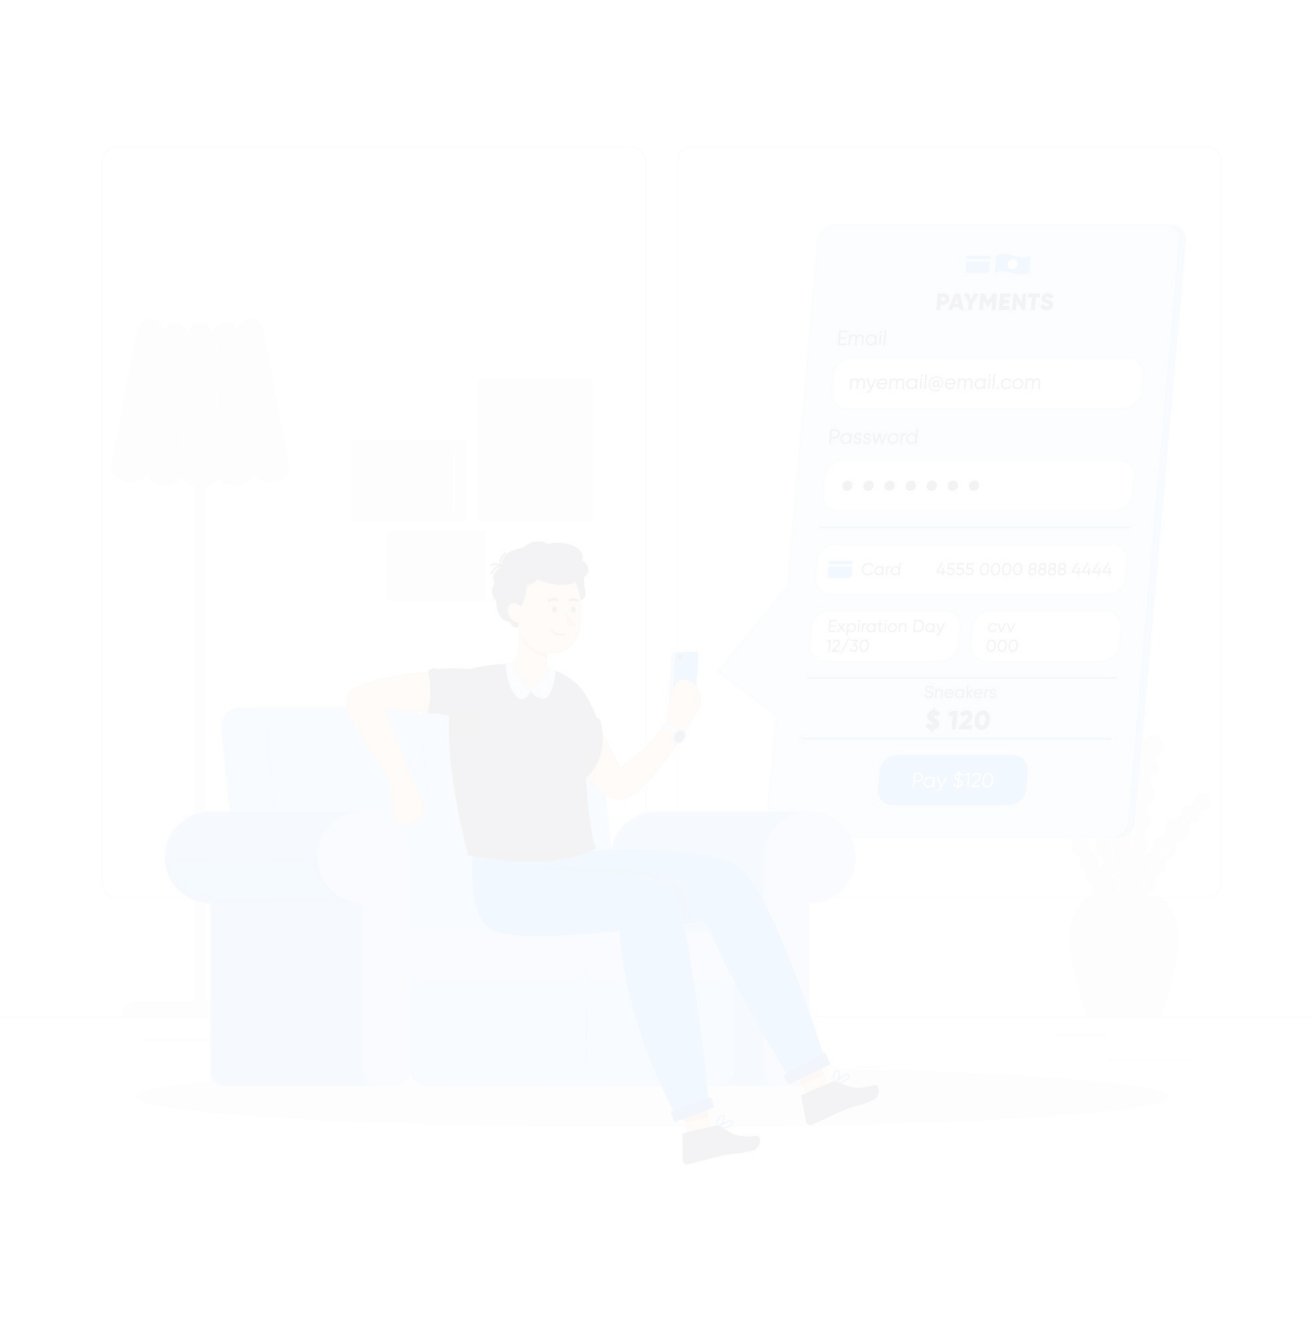 PAYMENTS
Email
myemail@email.com
Password
Card 4555 0000 8888 4444
Expiration Day cvv
12/30 000
Sneakers
$ 120
Pay $120